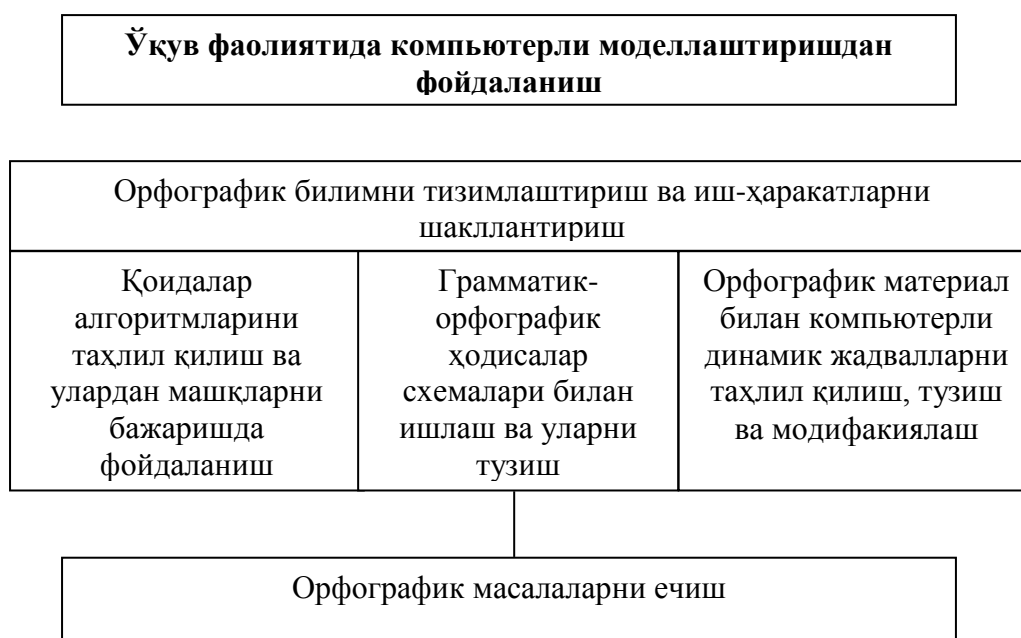 Ўқув фаолиятида компьютерли моделлаштиришдан
фойдаланиш
Орфографик билимни тизимлаштириш ва иш-ҳаракатларни
шакллантириш
Қоидалар
алгоритмларини
таҳлил қилиш ва
улардан машқларни
бажаришда
фойдаланиш
Грамматик-
орфографик
ҳодисалар
схемалари билан
ишлаш ва уларни
тузиш
Орфографик материал
билан компьютерли
динамик жадвалларни
таҳлил қилиш, тузиш
ва модифакиялаш
Орфографик масалаларни ечиш